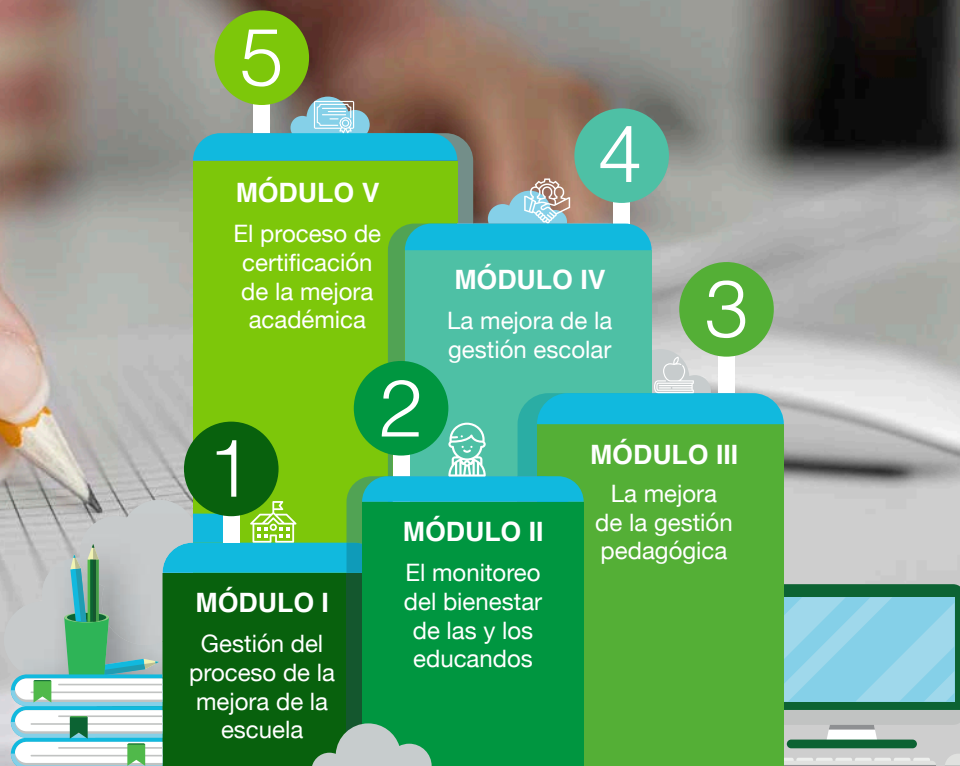 1
MÓDULO I
Gestión del
proceso de la
mejora de la
escuela
2
MÓDULO II
El monitoreo
del bienestar
de las y los
educandos
3
MÓDULO III
La mejora
de la gestión
pedagógica
4
MÓDULO IV
La mejora de la
gestión escolar
5
MÓDULO V
El proceso de
certificación
de la mejora
académica